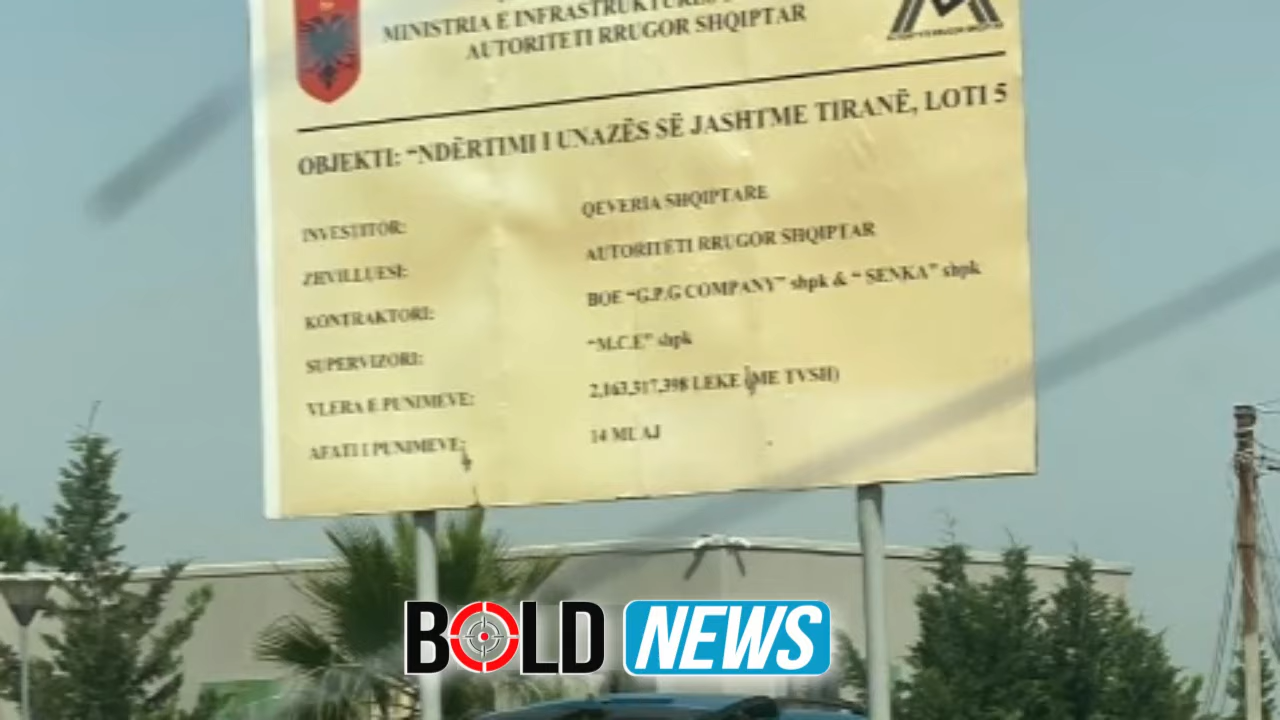 MINISTRIA E INFRASTRUKTURËS
AUTORITETI RRUGOR SHQIPTAR
OBJEKTI: “NDËRTIMI I UNAZËS SË JASHTME TIRANË, LOTI 5
INVESTITOR: QEVERIA SHQIPTARE
ZHVILLUESI: AUTORITETI RRUGOR SHQIPTAR
KONTRAKTORI: BOE “G.P.G COMPANY” shpk & “ SENKA” shpk
SUPERVIZORI: “M.C.E” shpk
VLERA E PUNIMEVE: 2,163,317,398 LEKE (ME TVSH)
AFATI I PUNIMEVE: 14 MUAJ
BOLD NEWS